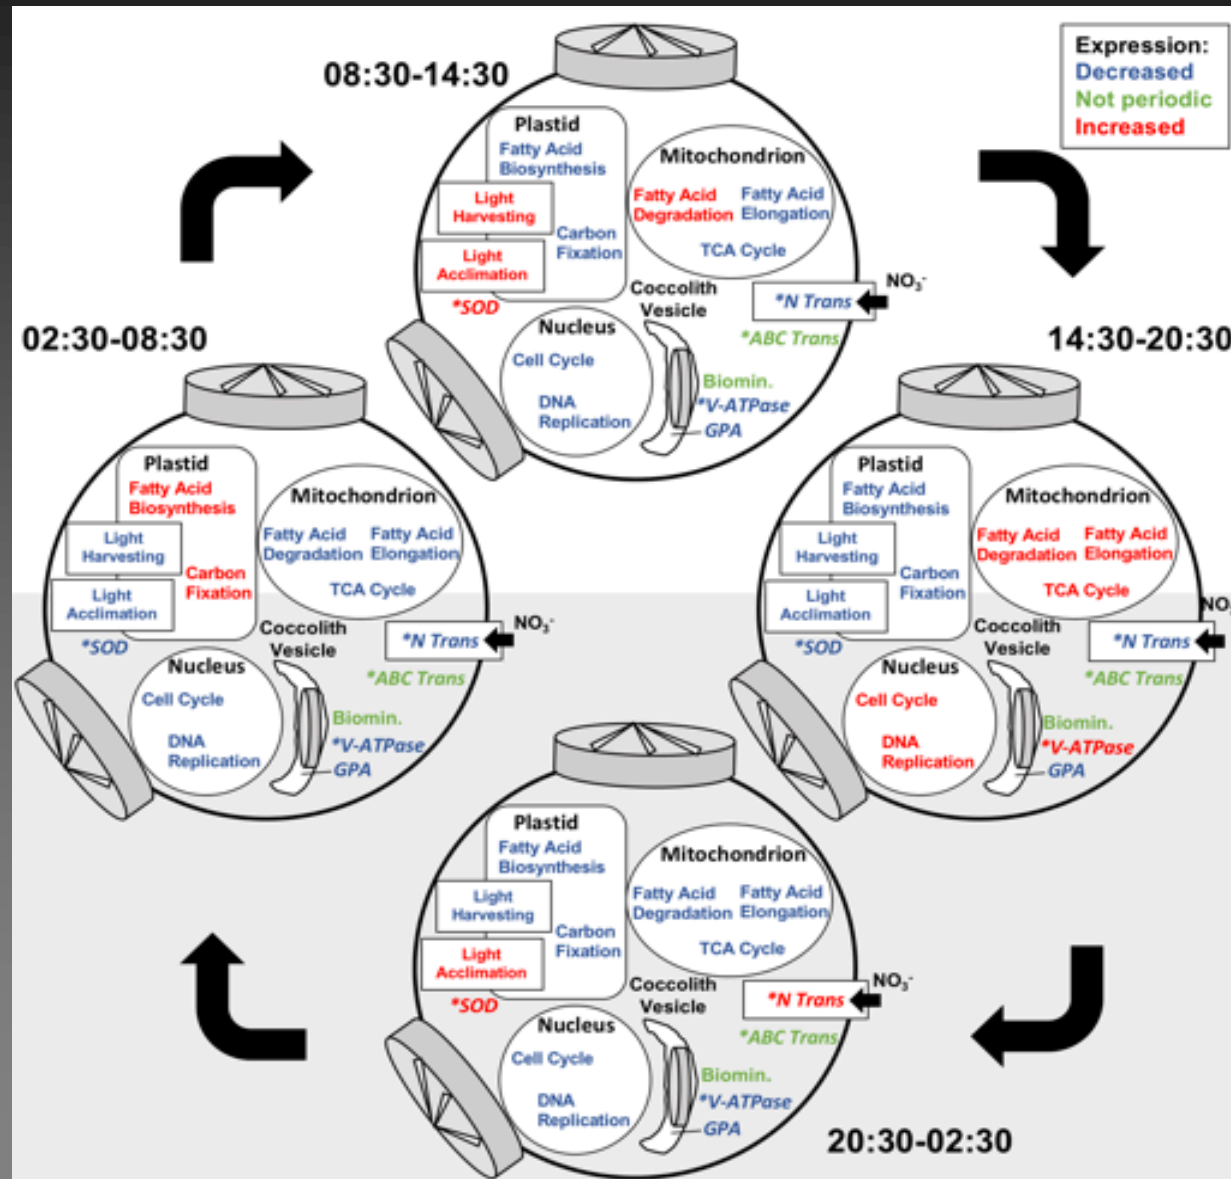 08:30-14:30
Expression:
Decreased
Not periodic
Increased
Plastid
Fatty Acid
Biosynthesis
Light
Harvesting
Carbon
Fixation
Light
Acclimation
*SOD
Mitochondrion
Fatty Acid
Degradation
Fatty Acid
Elongation
TCA Cycle
Coccolith
Vesicle
*N Trans
NO₃⁻
*ABC Trans
Nucleus
Cell Cycle
DNA
Replication
Biomin.
*V-ATPase
GPA
02:30-08:30
Plastid
Fatty Acid
Biosynthesis
Light
Harvesting
Carbon
Fixation
Light
Acclimation
*SOD
Mitochondrion
Fatty Acid
Degradation
Fatty Acid
Elongation
TCA Cycle
Coccolith
Vesicle
*N Trans
NO₃⁻
*ABC Trans
Nucleus
Cell Cycle
DNA
Replication
Biomin.
*V-ATPase
GPA
14:30-20:30
Plastid
Fatty Acid
Biosynthesis
Light
Harvesting
Carbon
Fixation
Light
Acclimation
*SOD
Mitochondrion
Fatty Acid
Degradation
Fatty Acid
Elongation
TCA Cycle
Coccolith
Vesicle
*N Trans
*ABC Trans
Nucleus
Cell Cycle
DNA
Replication
Biomin.
*V-ATPase
GPA
Plastid
Fatty Acid
Biosynthesis
Light
Harvesting
Carbon
Fixation
Light
Acclimation
*SOD
Mitochondrion
Fatty Acid
Degradation
Fatty Acid
Elongation
TCA Cycle
Coccolith
Vesicle
*N Trans
NO₃⁻
*ABC Trans
Nucleus
Cell Cycle
DNA
Replication
Biomin.
*V-ATPase
GPA
20:30-02:30